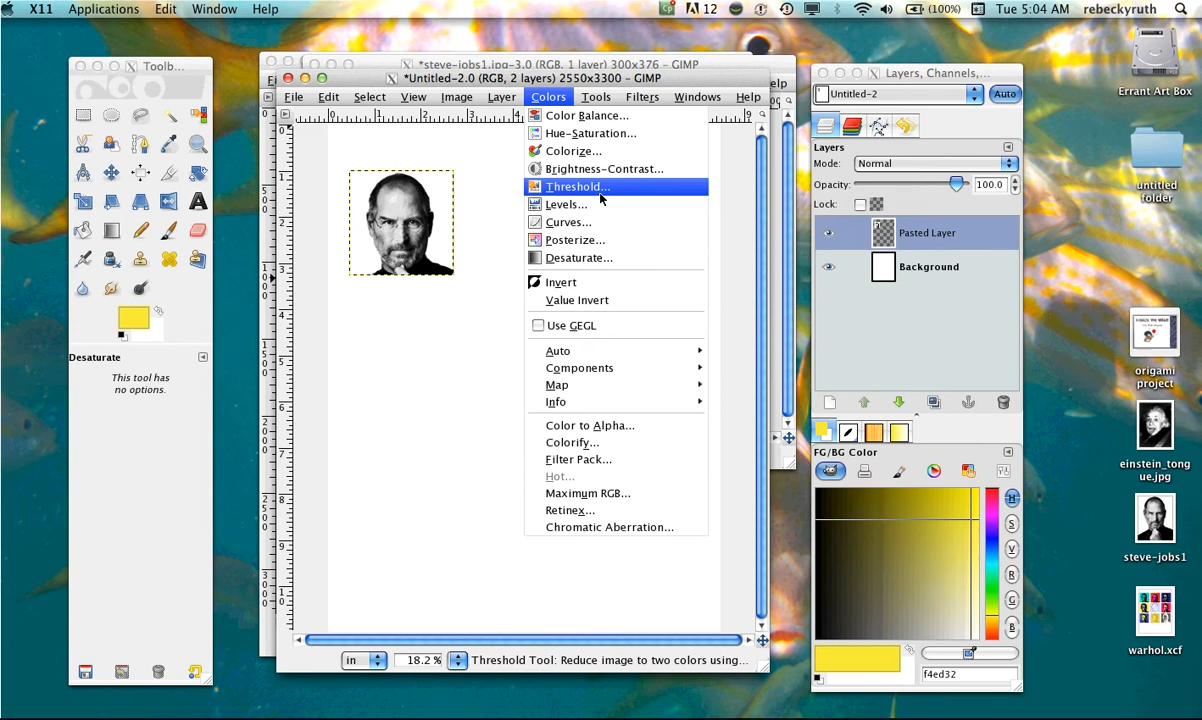 X11 Applications Edit Window Help
12
(100%)
Tue 5:04 AM
rebeckyruth
Toolb...
Desaturate
This tool has
no options.
*steve-jobs1.jpg-3.0 (RGB, 1 layer) 300x376 – GIMP
*Untitled-2.0 (RGB, 2 layers) 2550x3300 – GIMP
File Edit Select View Image Layer Colors Tools Filters Windows Help
Color Balance...
Hue-Saturation...
Colorize...
Brightness-Contrast...
Threshold...
Levels...
Curves...
Posterize...
Desaturate...
Invert
Value Invert
Use GEGL
Auto
Components
Map
Info
Color to Alpha...
Colorify...
Filter Pack...
Hot...
Maximum RGB...
Retinex...
Chromatic Aberration...
in
18.2 %
Threshold Tool: Reduce image to two colors using...
Layers, Channels,...
Untitled-2
Auto
Layers
Mode: Normal
Opacity: 100.0
Lock:
Pasted Layer
Background
FG/BG Color
H
S
V
R
G
B
f4ed32
Errant Art Box
untitled
folder
origami
project
einstein_tong
ue.jpg
steve-jobs1
warhol.xcf